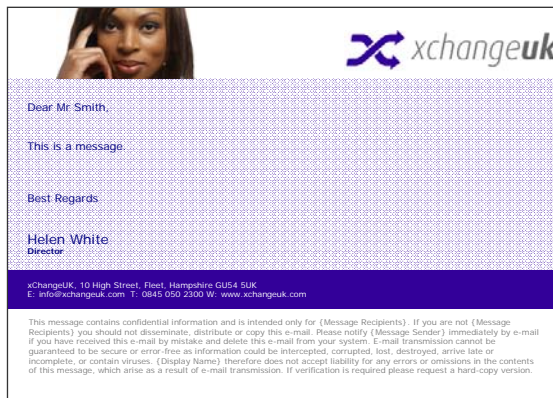 xchangeuk
Dear Mr Smith,
This is a message.
Best Regards
Helen White
Director
xChangeUK, 10 High Street, Fleet, Hampshire GU54 5UK
E: info@xchangeuk.com T: 0845 050 2300 W: www.xchangeuk.com
This message contains confidential information and is intended only for {Message Recipients}. If you are not {Message
Recipients} you should not disseminate, distribute or copy this e-mail. Please notify {Message Sender} immediately by e-mail
if you have received this e-mail by mistake and delete this e-mail from your system. E-mail transmission cannot be
guaranteed to be secure or error-free as information could be intercepted, corrupted, lost, destroyed, arrive late or
incomplete, or contain viruses. {Display Name} therefore does not accept liability for any errors or omissions in the contents
of this message, which arise as a result of e-mail transmission. If verification is required please request a hard-copy version.